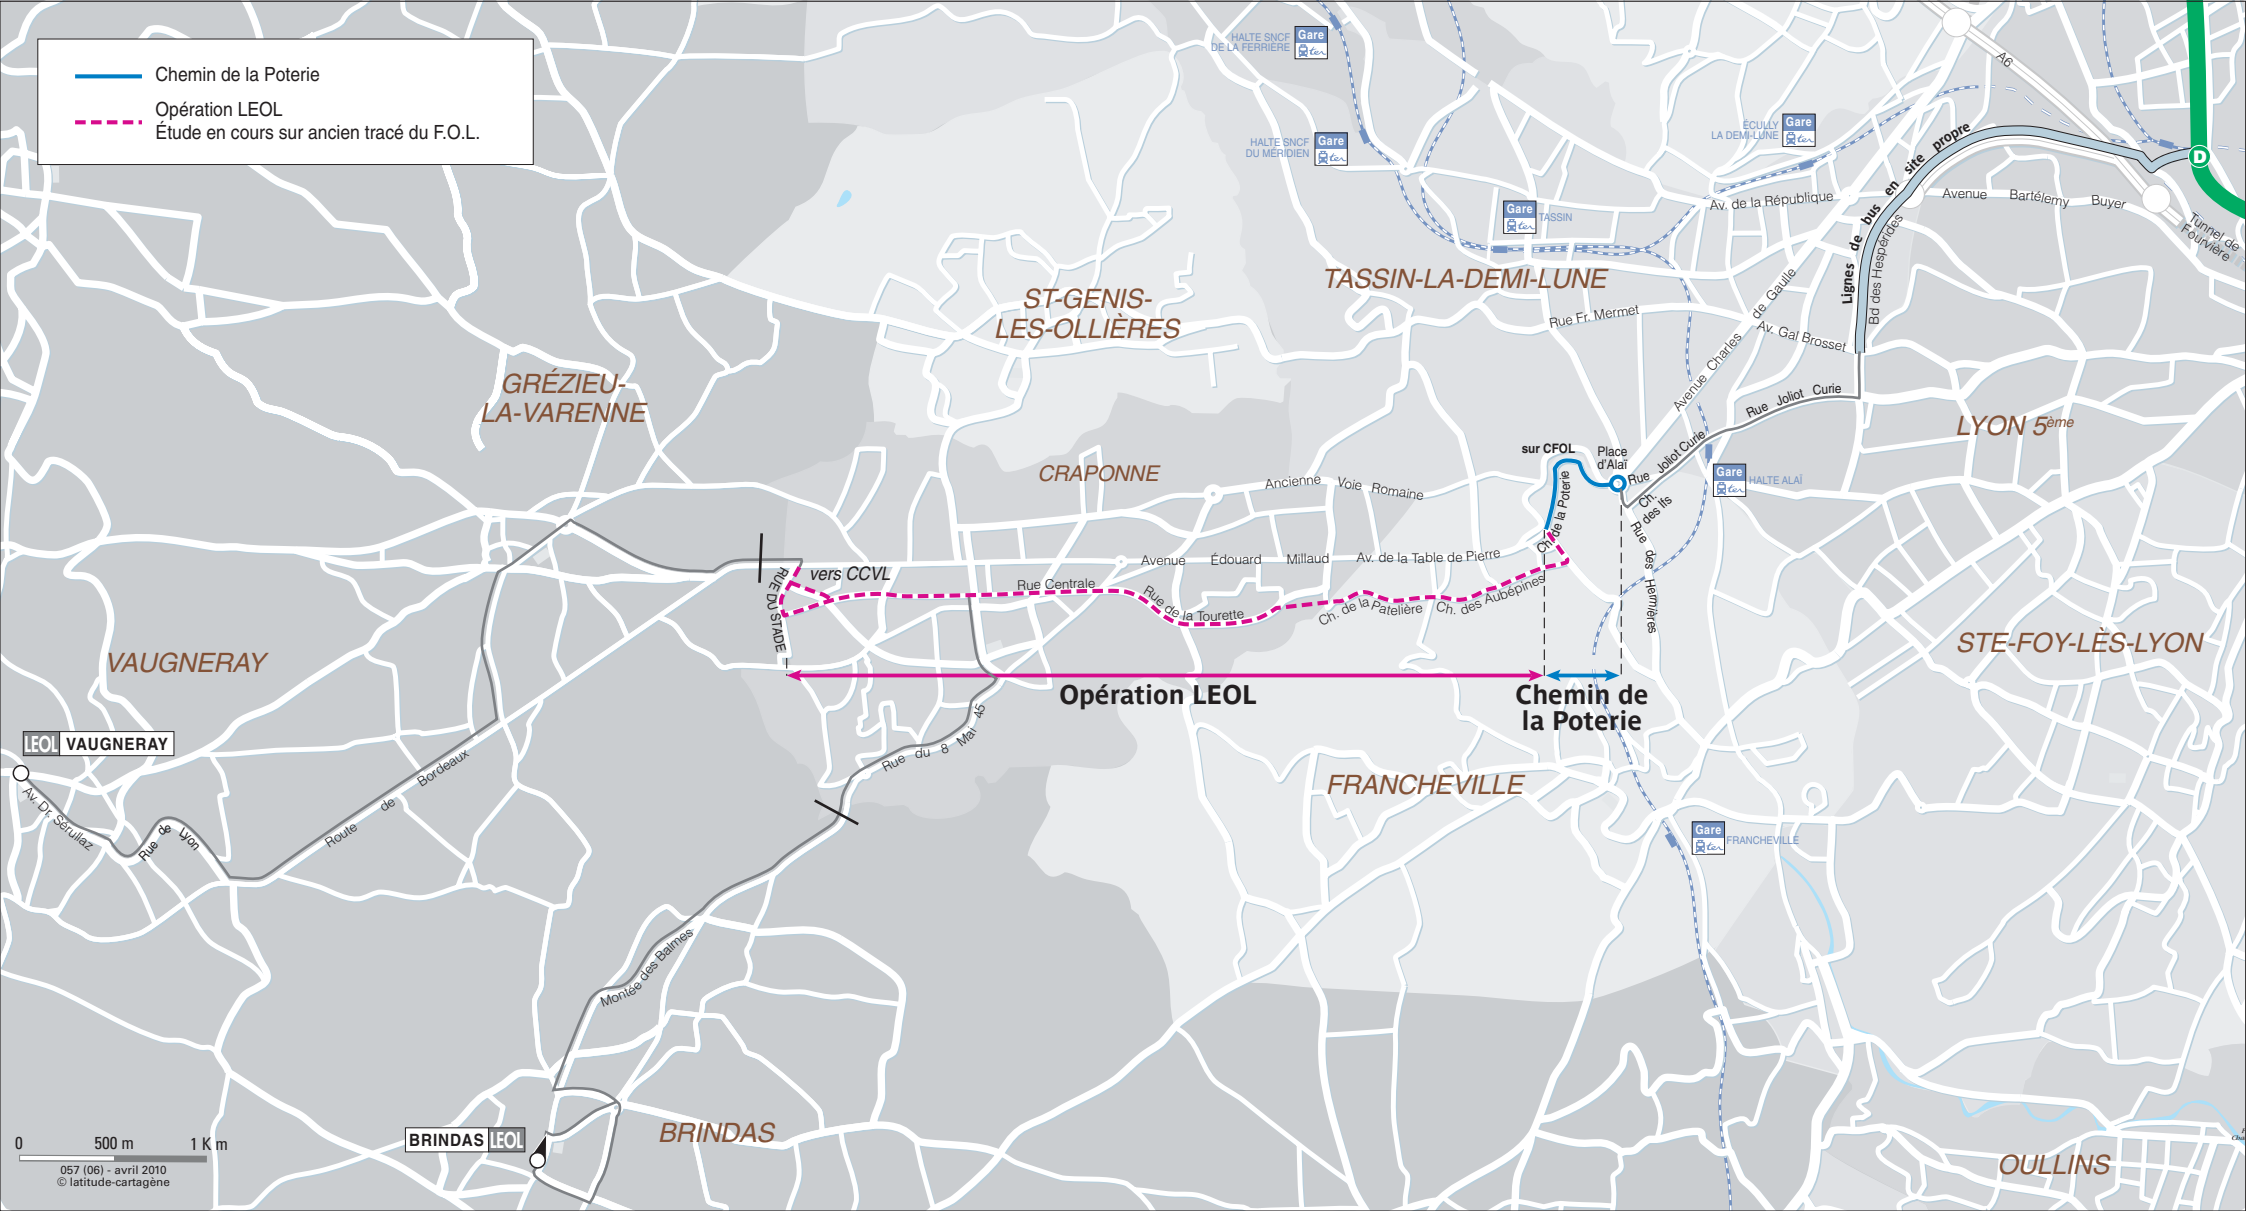 Chemin de la Poterie
Opération LEOL
Étude en cours sur ancien tracé du F.O.L.
HALTE SNCF
DE LA FERRIÈRE
Gare
ter
HALTE SNCF
DU MÉRIDIEN
Gare
ter
ÉCULLY
LA DEMI-LUNE
Gare
ter
Gare
ter
TASSIN
A6
D
Lignes de bus en site propre
Av. de la République
Avenue Bartélemy Buyer
Tunnel de
Fourvière
Bd des Hespérides
TASSIN-LA-DEMI-LUNE
ST-GENIS-
LES-OLLIÈRES
Rue Fr. Mermet
Avenue Charles de Gaulle
Av. Gal Brosset
GRÉZIEU-
LA-VARENNE
Rue Joliot Curie
LYON 5ème
CRAPONNE
sur CFOL
Place
d'Alaï
Rue Joliot Curie
Gare
ter
HALTE ALAÏ
Ancienne Voie Romaine
Ch. de la Poterie
Ch.
des Ifs
Rue des Hermières
Avenue Édouard Millaud
Av. de la Table de Pierre
vers CCVL
RUE DU STADE
Rue Centrale
Rue de la Tourette
Ch. de la Patelière
Ch. des Aubépines
VAUGNERAY
STE-FOY-LÈS-LYON
Opération LEOL
Chemin de
la Poterie
LEOL VAUGNERAY
Rue du 8 Mai 45
Route de Bordeaux
Av. Dr. Sérullaz
Rue de Lyon
FRANCHEVILLE
Gare
ter
FRANCHEVILLE
Montée des Balmes
BRINDAS LEOL
BRINDAS
OULLINS
0 500 m 1 Km
057 (06) - avril 2010
© latitude-cartagène